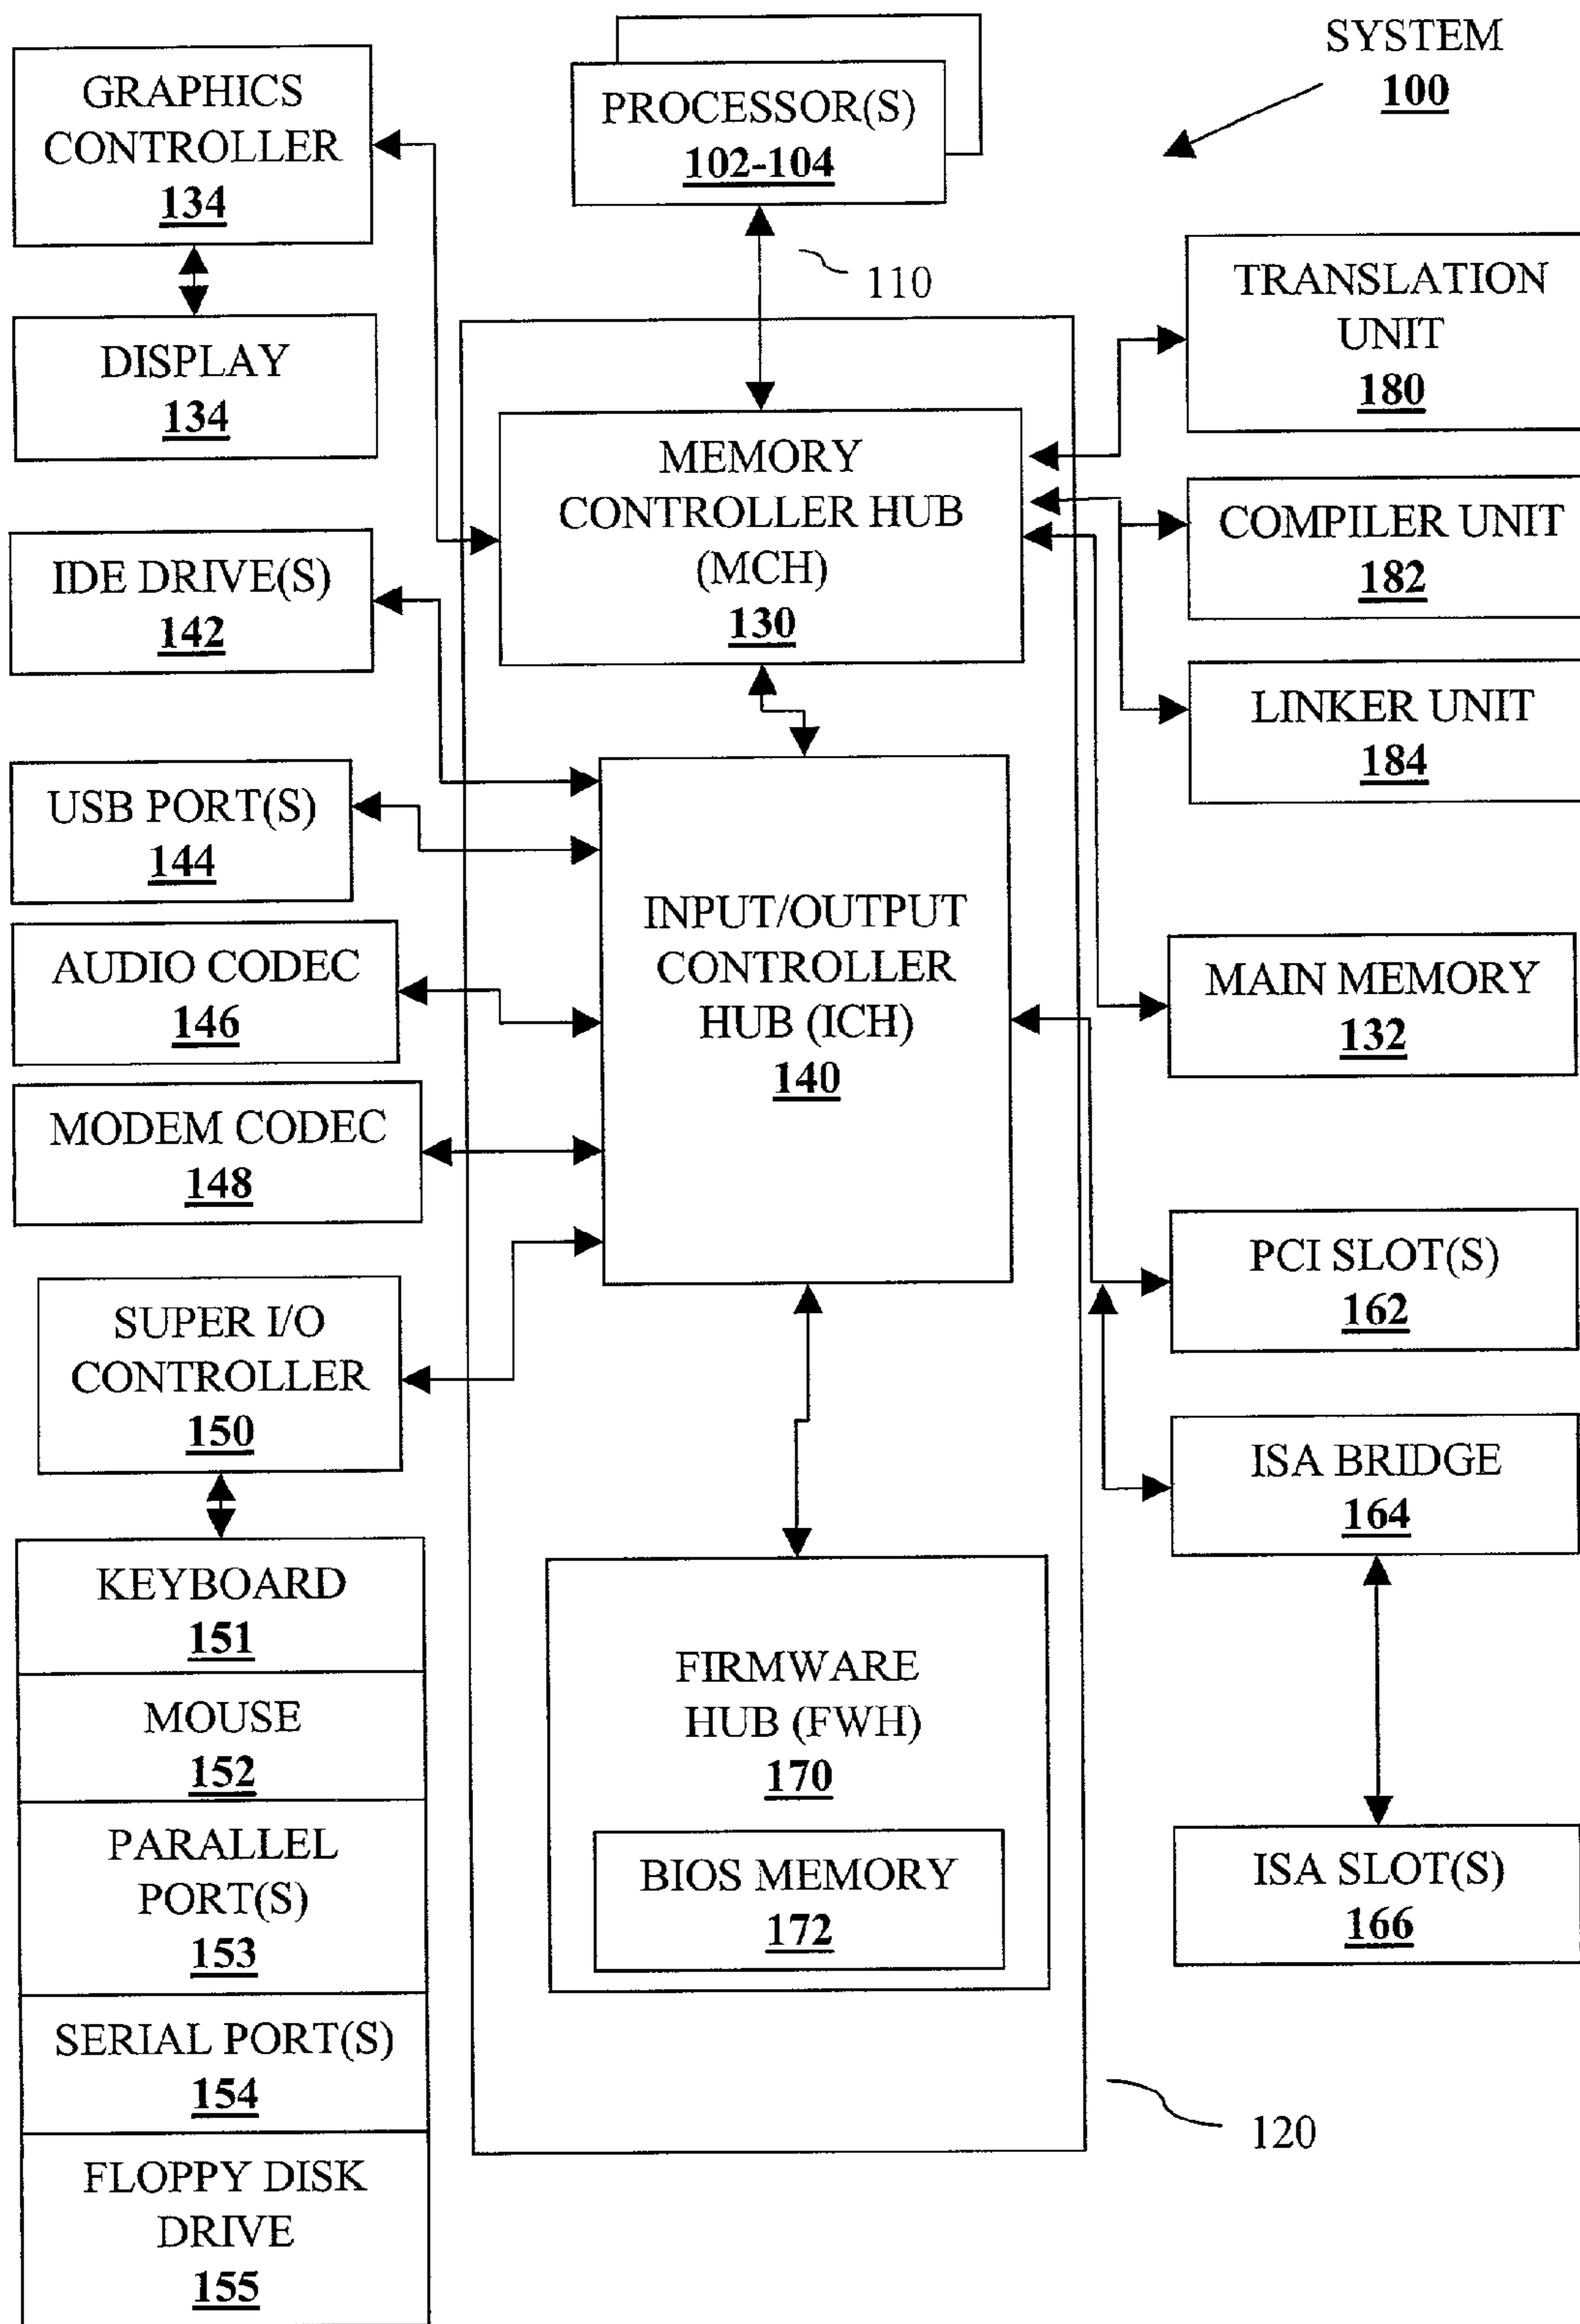 SYSTEM
100
GRAPHICS
CONTROLLER
134
PROCESSOR(S)
102-104
110
TRANSLATION
UNIT
180
DISPLAY
134
MEMORY
CONTROLLER HUB
(MCH)
130
COMPILER UNIT
182
IDE DRIVE(S)
142
LINKER UNIT
184
USB PORT(S)
144
INPUT/OUTPUT
CONTROLLER
HUB (ICH)
140
AUDIO CODEC
146
MAIN MEMORY
132
MODEM CODEC
148
PCI SLOT(S)
162
SUPER I/O
CONTROLLER
150
ISA BRIDGE
164
KEYBOARD
151
MOUSE
152
PARALLEL
PORT(S)
153
SERIAL PORT(S)
154
FLOPPY DISK
DRIVE
155
FIRMWARE
HUB (FWH)
170
BIOS MEMORY
172
ISA SLOT(S)
166
120